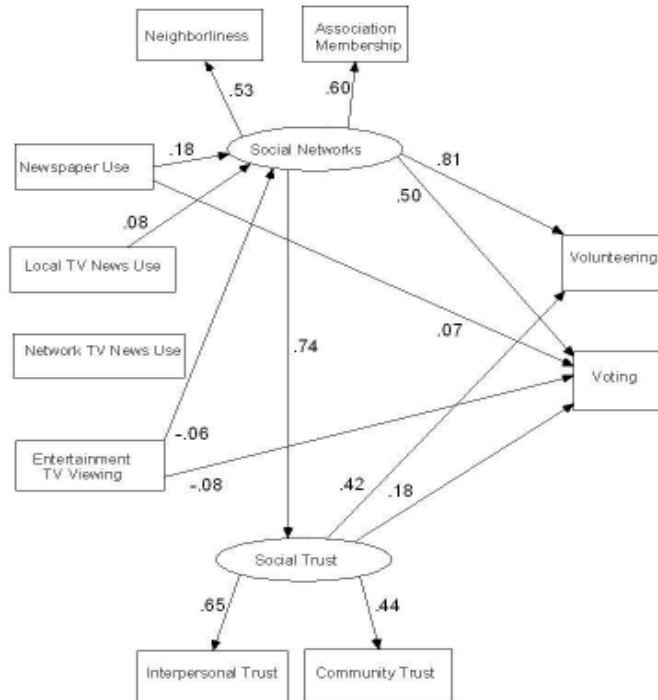 Neighborliness
Association
Membership
.53
.60
Social Networks
.18
Newspaper Use
.81
.50
.08
Local TV News Use
Volunteering
.07
Network TV News Use
.74
Voting
-.06
Entertainment
TV Viewing
-.08
.42
.18
Social Trust
.65
.44
Interpersonal Trust
Community Trust